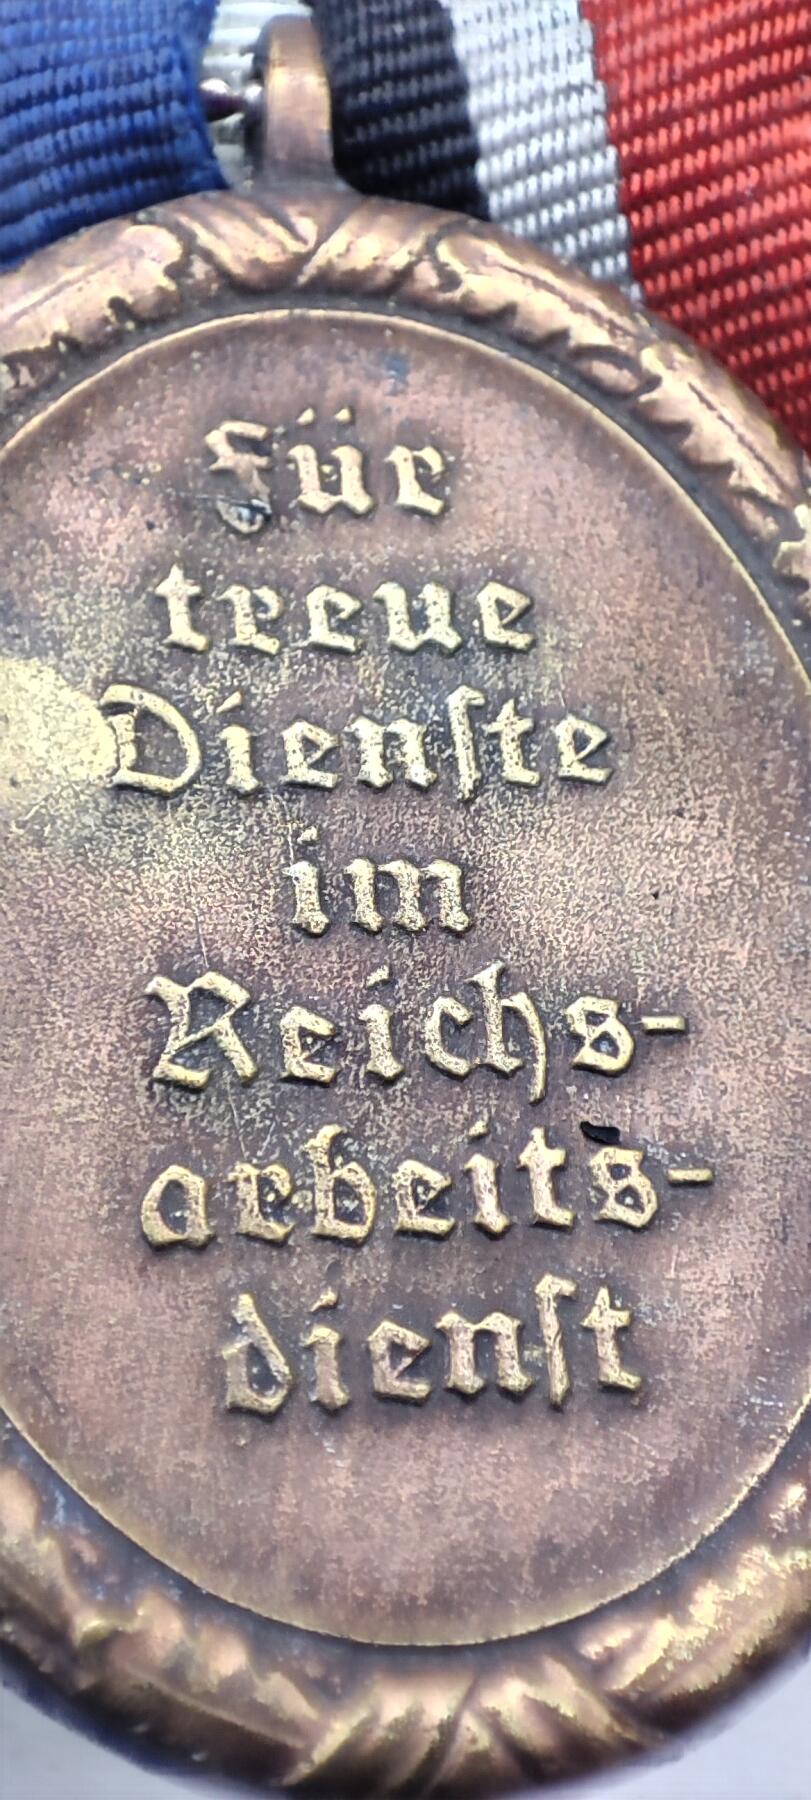 Für
treue
Dienſte
im
Reichs-
arbeits-
dienſt